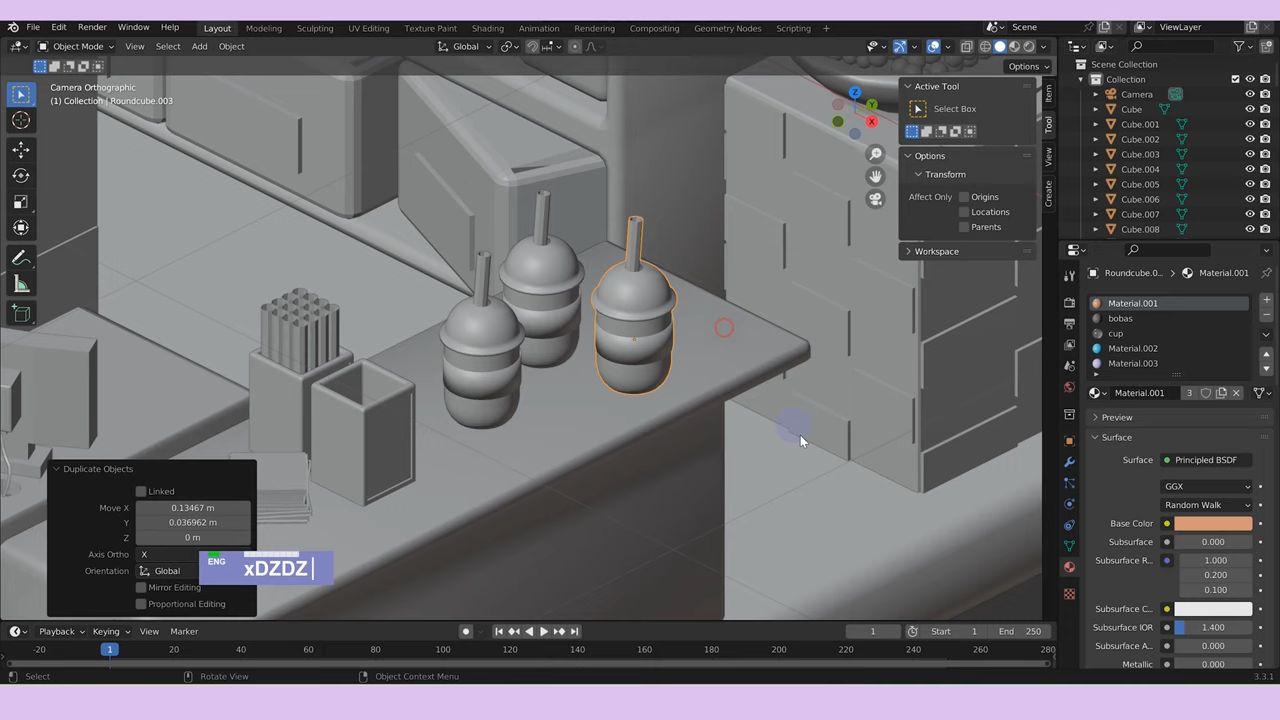 File Edit Render Window Help Layout Modeling Sculpting UV Editing Texture Paint Shading Animation Rendering Compositing Geometry Nodes Scripting Scene ViewLayer
Object Mode View Select Add Object Global
Options
Camera Orthographic
(1) Collection | Roundcube.003
Active Tool
Select Box
Options
Transform
Affect Only Origins
Locations
Parents
Workspace
Item
Tool
View
Create
Scene Collection
Collection
Camera
Cube
Cube.001
Cube.002
Cube.003
Cube.004
Cube.005
Cube.006
Cube.007
Cube.008
Roundcube.0... Material.001
Material.001
bobas
cup
Material.002
Material.003
Material.001 3
Preview
Surface
Surface Principled BSDF
GGX
Random Walk
Base Color
Subsurface 0.000
Subsurface R... 1.000
0.200
0.100
Subsurface C...
Subsurface IOR 1.400
Subsurface A... 0.000
Metallic 0.000
Duplicate Objects
Linked
Move X 0.13467 m
Y 0.036962 m
Z 0 m
Axis Ortho X
Orientation Global
Mirror Editing
Proportional Editing
ENG xDZDZ
Playback Keying View Marker 1 Start 1 End 250
-20 1 20 40 60 80 100 120 140 160 180 200 220 240 260 280
Select Rotate View Object Context Menu 3.3.1